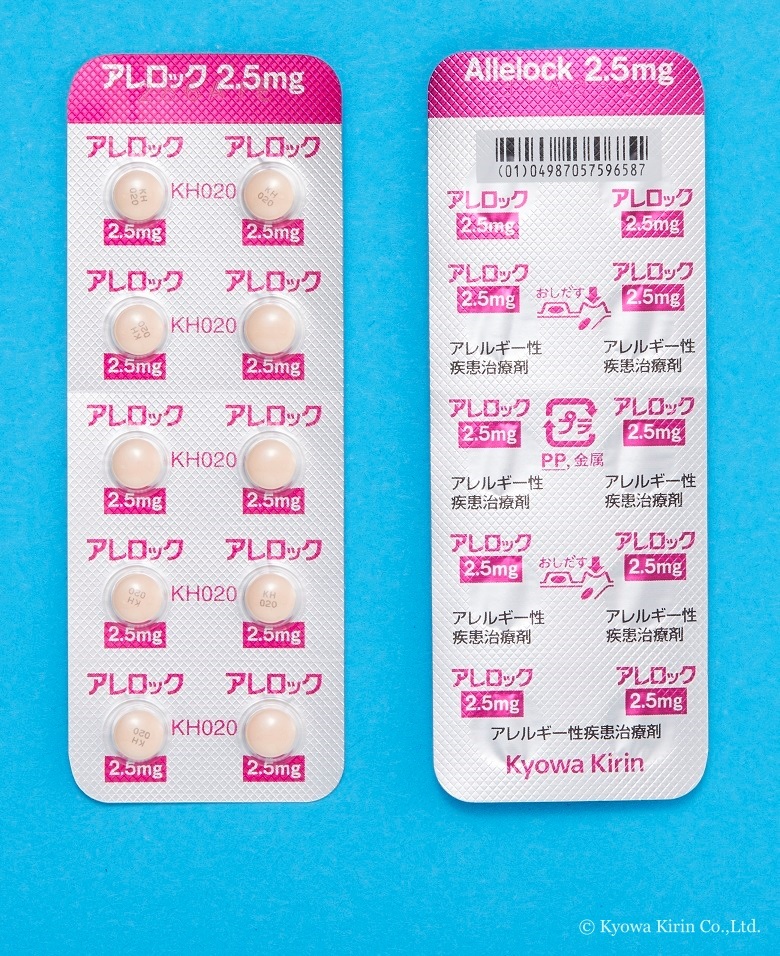 アレロック 2.5mg
アレロック アレロック
KH
020
KH020
KH
020
2.5mg 2.5mg
アレロック アレロック
KH
020
KH020
2.5mg 2.5mg
アレロック アレロック
KH020
2.5mg 2.5mg
アレロック アレロック
KH
020
KH020
KH
020
2.5mg 2.5mg
アレロック アレロック
KH
020
KH020
2.5mg 2.5mg
Allelock 2.5mg
(01)04987057596587
アレロック アレロック
2.5mg 2.5mg
アレロック アレロック
2.5mg おしだす 2.5mg
アレルギー性 アレルギー性
疾患治療剤 疾患治療剤
アレロック プラ アレロック
2.5mg 2.5mg
PP, 金属
アレルギー性 アレルギー性
疾患治療剤 疾患治療剤
アレロック アレロック
2.5mg おしだす 2.5mg
アレルギー性 アレルギー性
疾患治療剤 疾患治療剤
アレロック アレロック
2.5mg 2.5mg
アレルギー性疾患治療剤
Kyowa Kirin
© Kyowa Kirin Co.,Ltd.